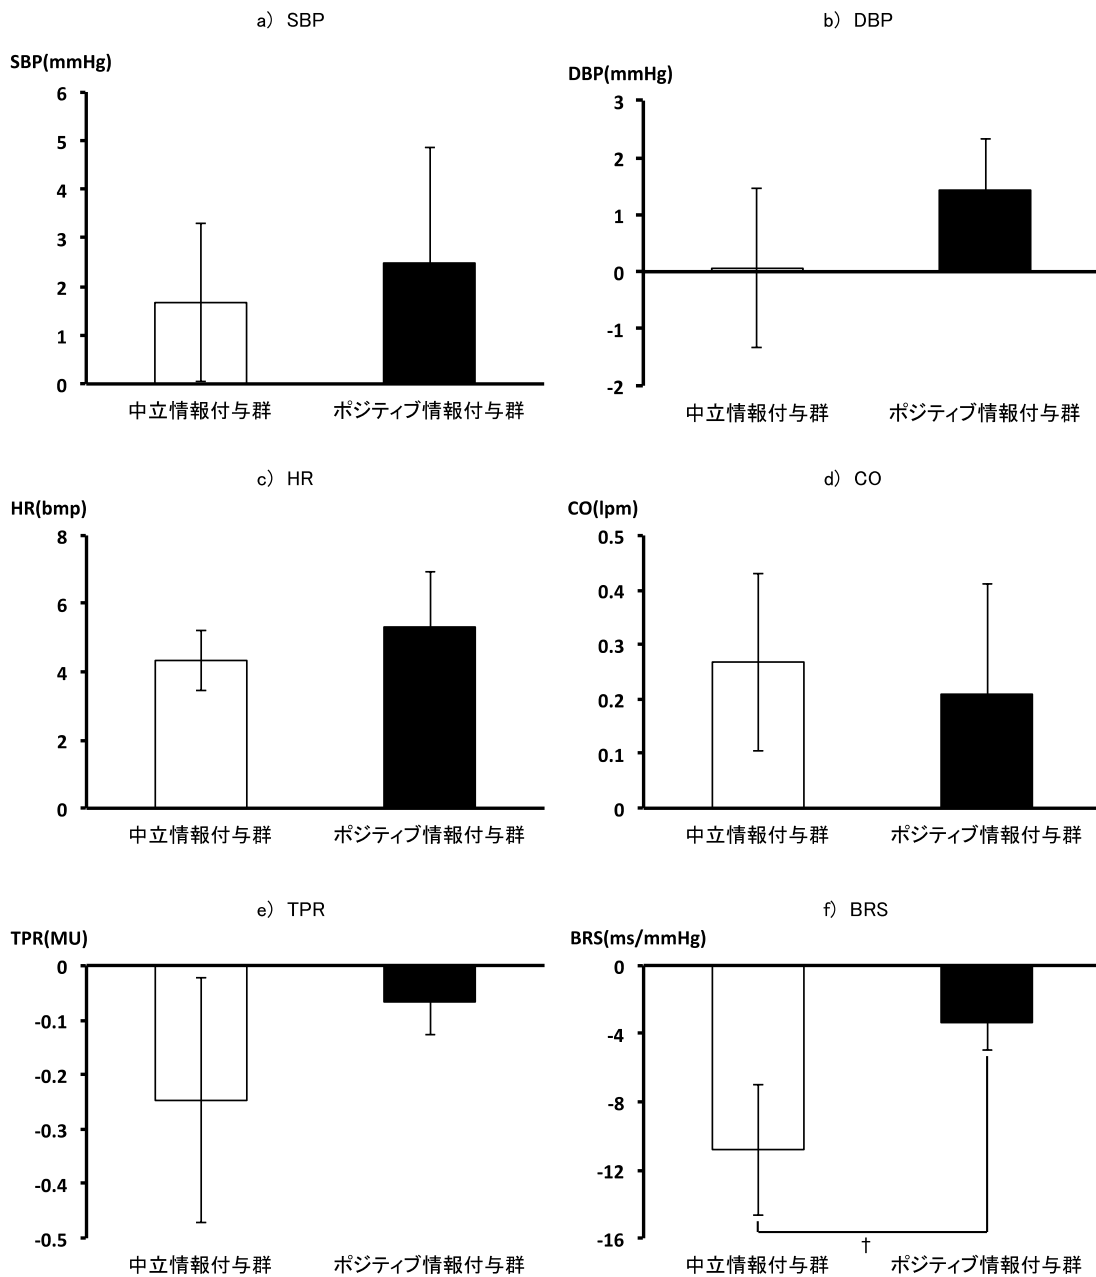 a) SBP
SBP(mmHg)
6
5
4
3
2
1
0
中立情報付与群 ポジティブ情報付与群
b) DBP
DBP(mmHg)
3
2
1
0
-1
-2
中立情報付与群 ポジティブ情報付与群
c) HR
HR(bmp)
8
6
4
2
0
中立情報付与群 ポジティブ情報付与群
d) CO
CO(lpm)
0.5
0.4
0.3
0.2
0.1
0
中立情報付与群 ポジティブ情報付与群
e) TPR
TPR(MU)
0
-0.1
-0.2
-0.3
-0.4
-0.5
中立情報付与群 ポジティブ情報付与群
f) BRS
BRS(ms/mmHg)
0
-4
-8
-12
-16
†
中立情報付与群 ポジティブ情報付与群